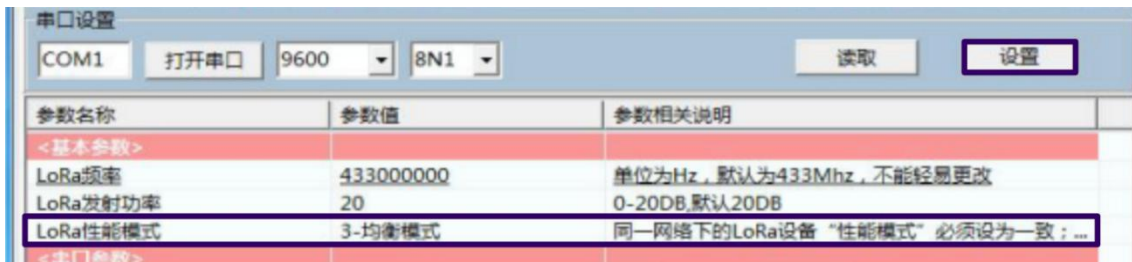 串口设置
COM1 打开串口 9600 8N1 读取 设置
参数名称 参数值 参数相关说明
<基本参数>
LoRa频率 433000000 单位为Hz，默认为433Mhz，不能轻易更改
LoRa发射功率 20 0-20DB,默认20DB
LoRa性能模式 3-均衡模式 同一网络下的LoRa设备“性能模式”必须设为一致；...
<串口参数>